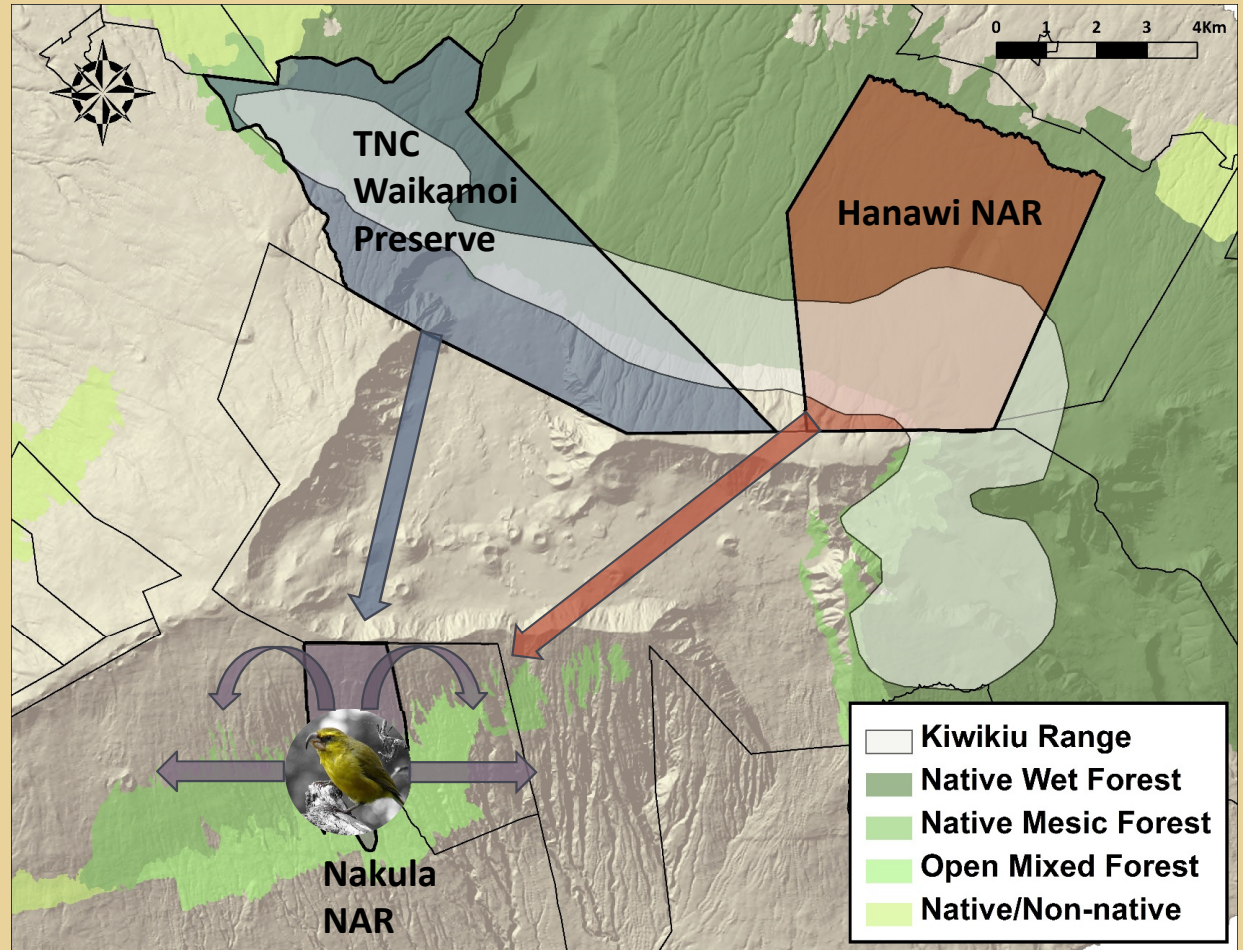 0 1 2 3 4Km
TNC
Waikamoi
Preserve
Hanawi NAR
Nakula
NAR
Kiwikiu Range
Native Wet Forest
Native Mesic Forest
Open Mixed Forest
Native/Non-native